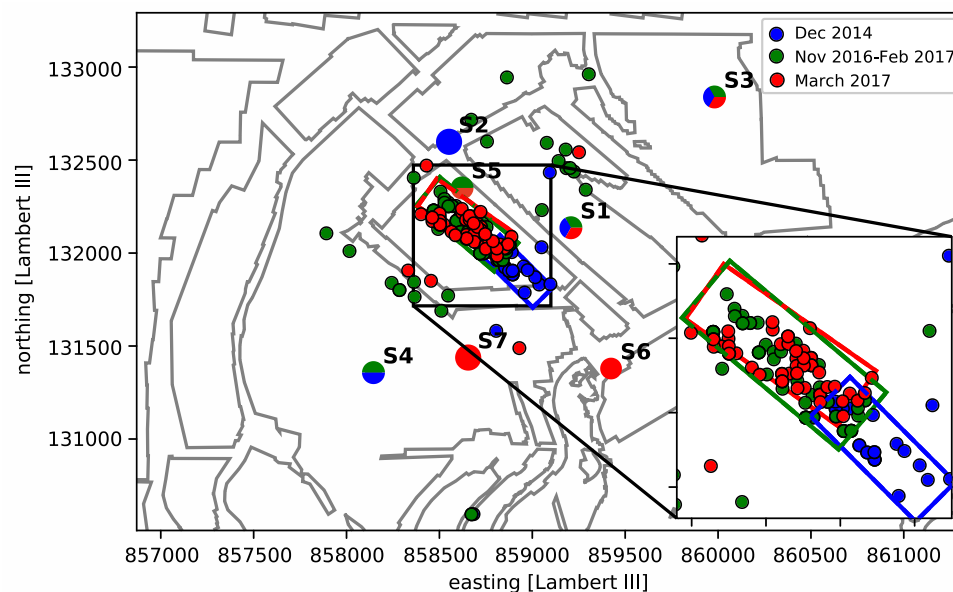 Dec 2014
Nov 2016-Feb 2017
March 2017
S3
S2
S5
S1
S7
S6
S4
133000
132500
132000
131500
131000
northing [Lambert III]
857000 857500 858000 858500 859000 859500 860000 860500 861000
easting [Lambert III]